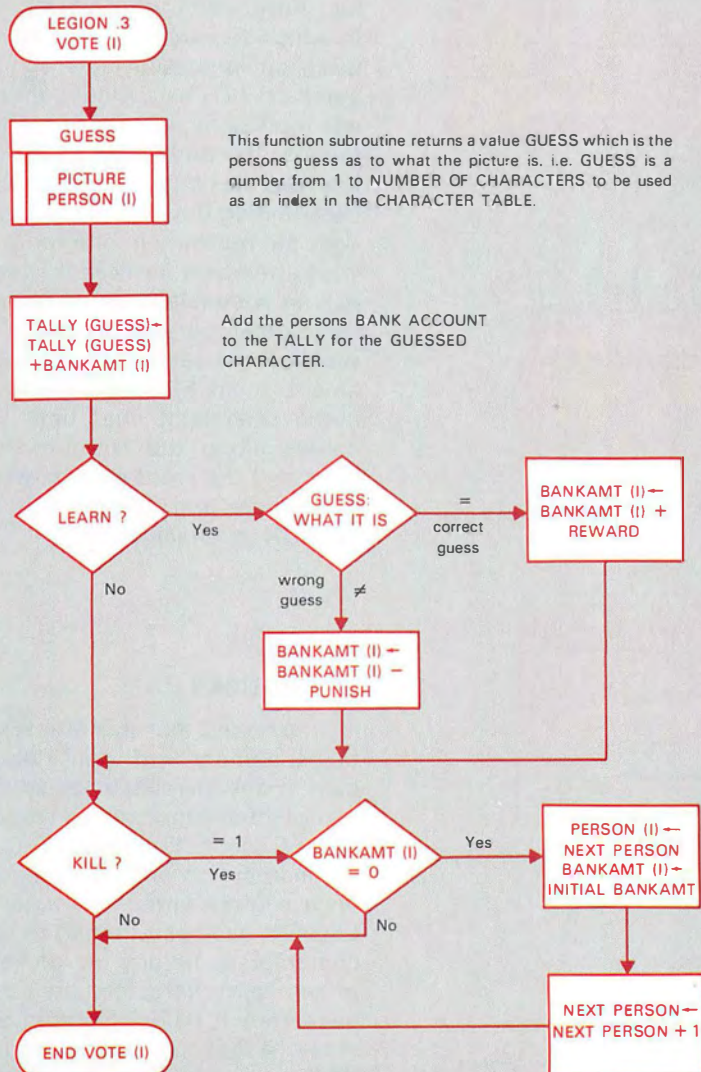 LEGION .3
VOTE (I)
GUESS
PICTURE
PERSON (I)
This function subroutine returns a value GUESS which is the
persons guess as to what the picture is. i.e. GUESS is a
number from 1 to NUMBER OF CHARACTERS to be used
as an index in the CHARACTER TABLE.
TALLY (GUESS)←
TALLY (GUESS)
+BANKAMT (I)
Add the persons BANK ACCOUNT
to the TALLY for the GUESSED
CHARACTER.
LEARN ?
Yes
No
GUESS:
WHAT IT IS
=
correct
guess
BANKAMT (I)←
BANKAMT (I) +
REWARD
wrong
guess
≠
BANKAMT (I) ←
BANKAMT (I) −
PUNISH
KILL ?
= 1
Yes
No
BANKAMT (I)
= 0
Yes
No
PERSON (I)←
NEXT PERSON
BANKAMT (I)←
INITIAL BANKAMT
NEXT PERSON←
NEXT PERSON + 1
END VOTE (I)